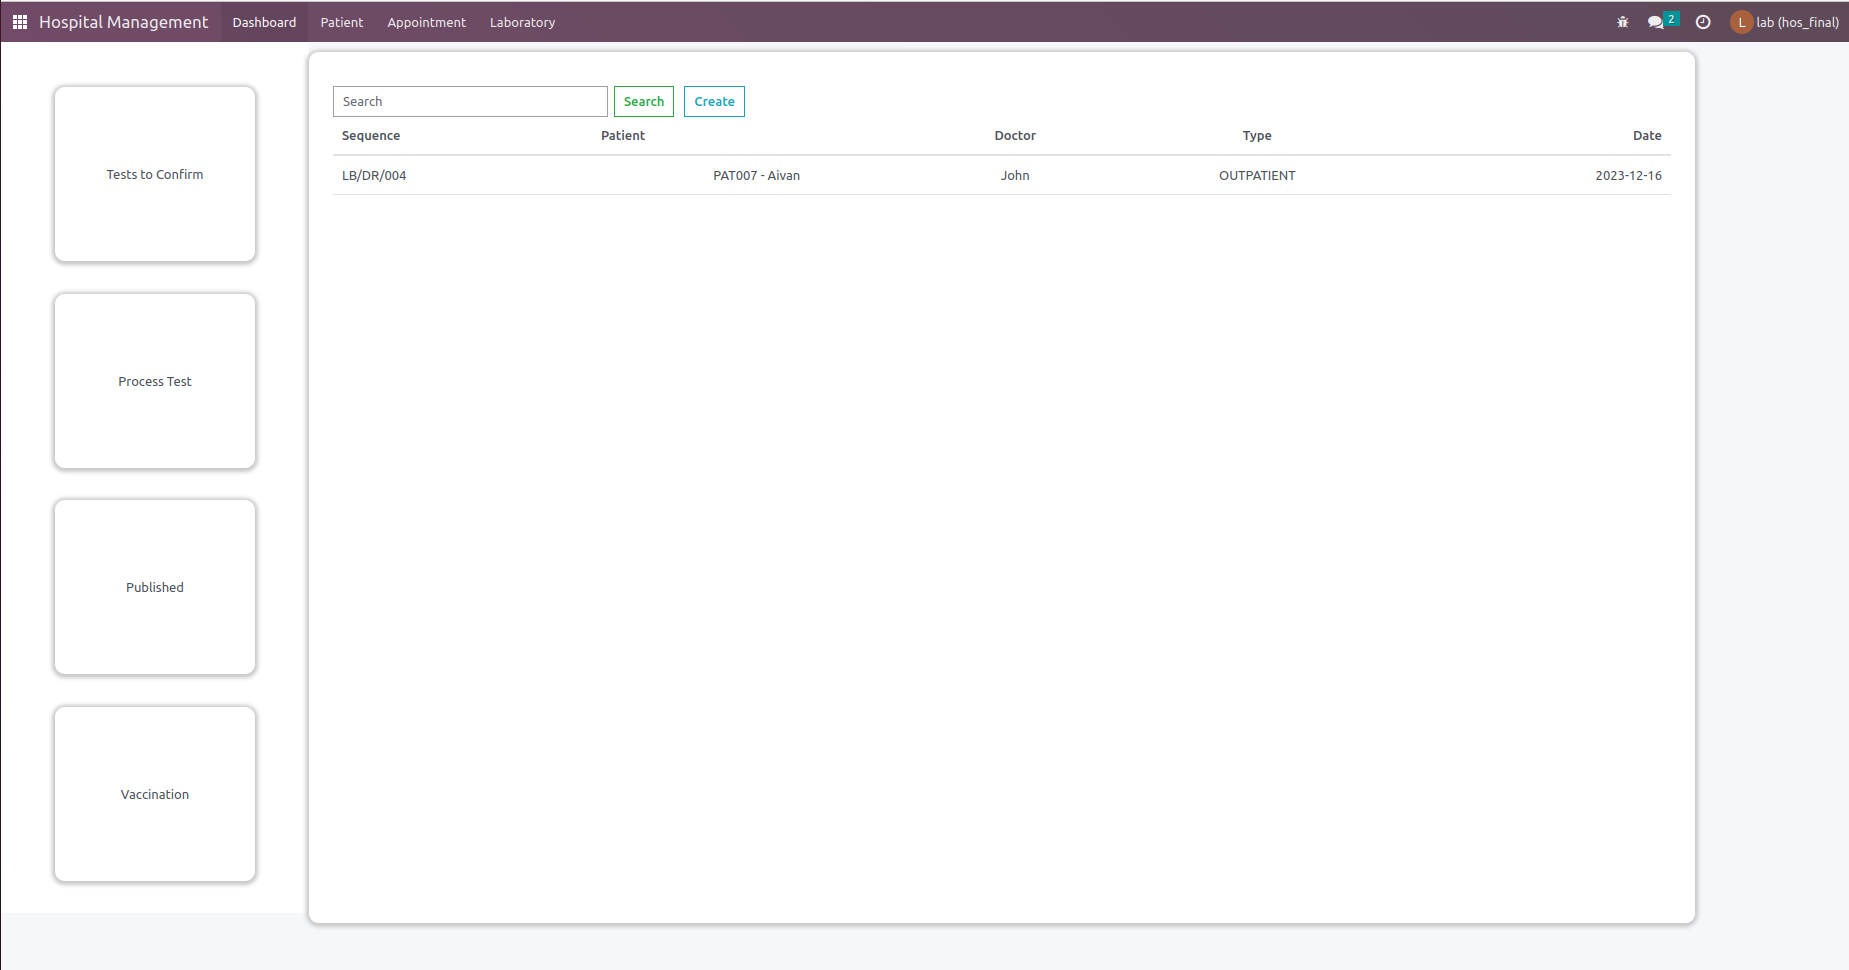 Hospital Management Dashboard Patient Appointment Laboratory 2 L lab (hos_final)
Tests to Confirm
Process Test
Published
Vaccination
Search Search Create
Sequence Patient Doctor Type Date
LB/DR/004 PAT007 - Aivan John OUTPATIENT 2023-12-16